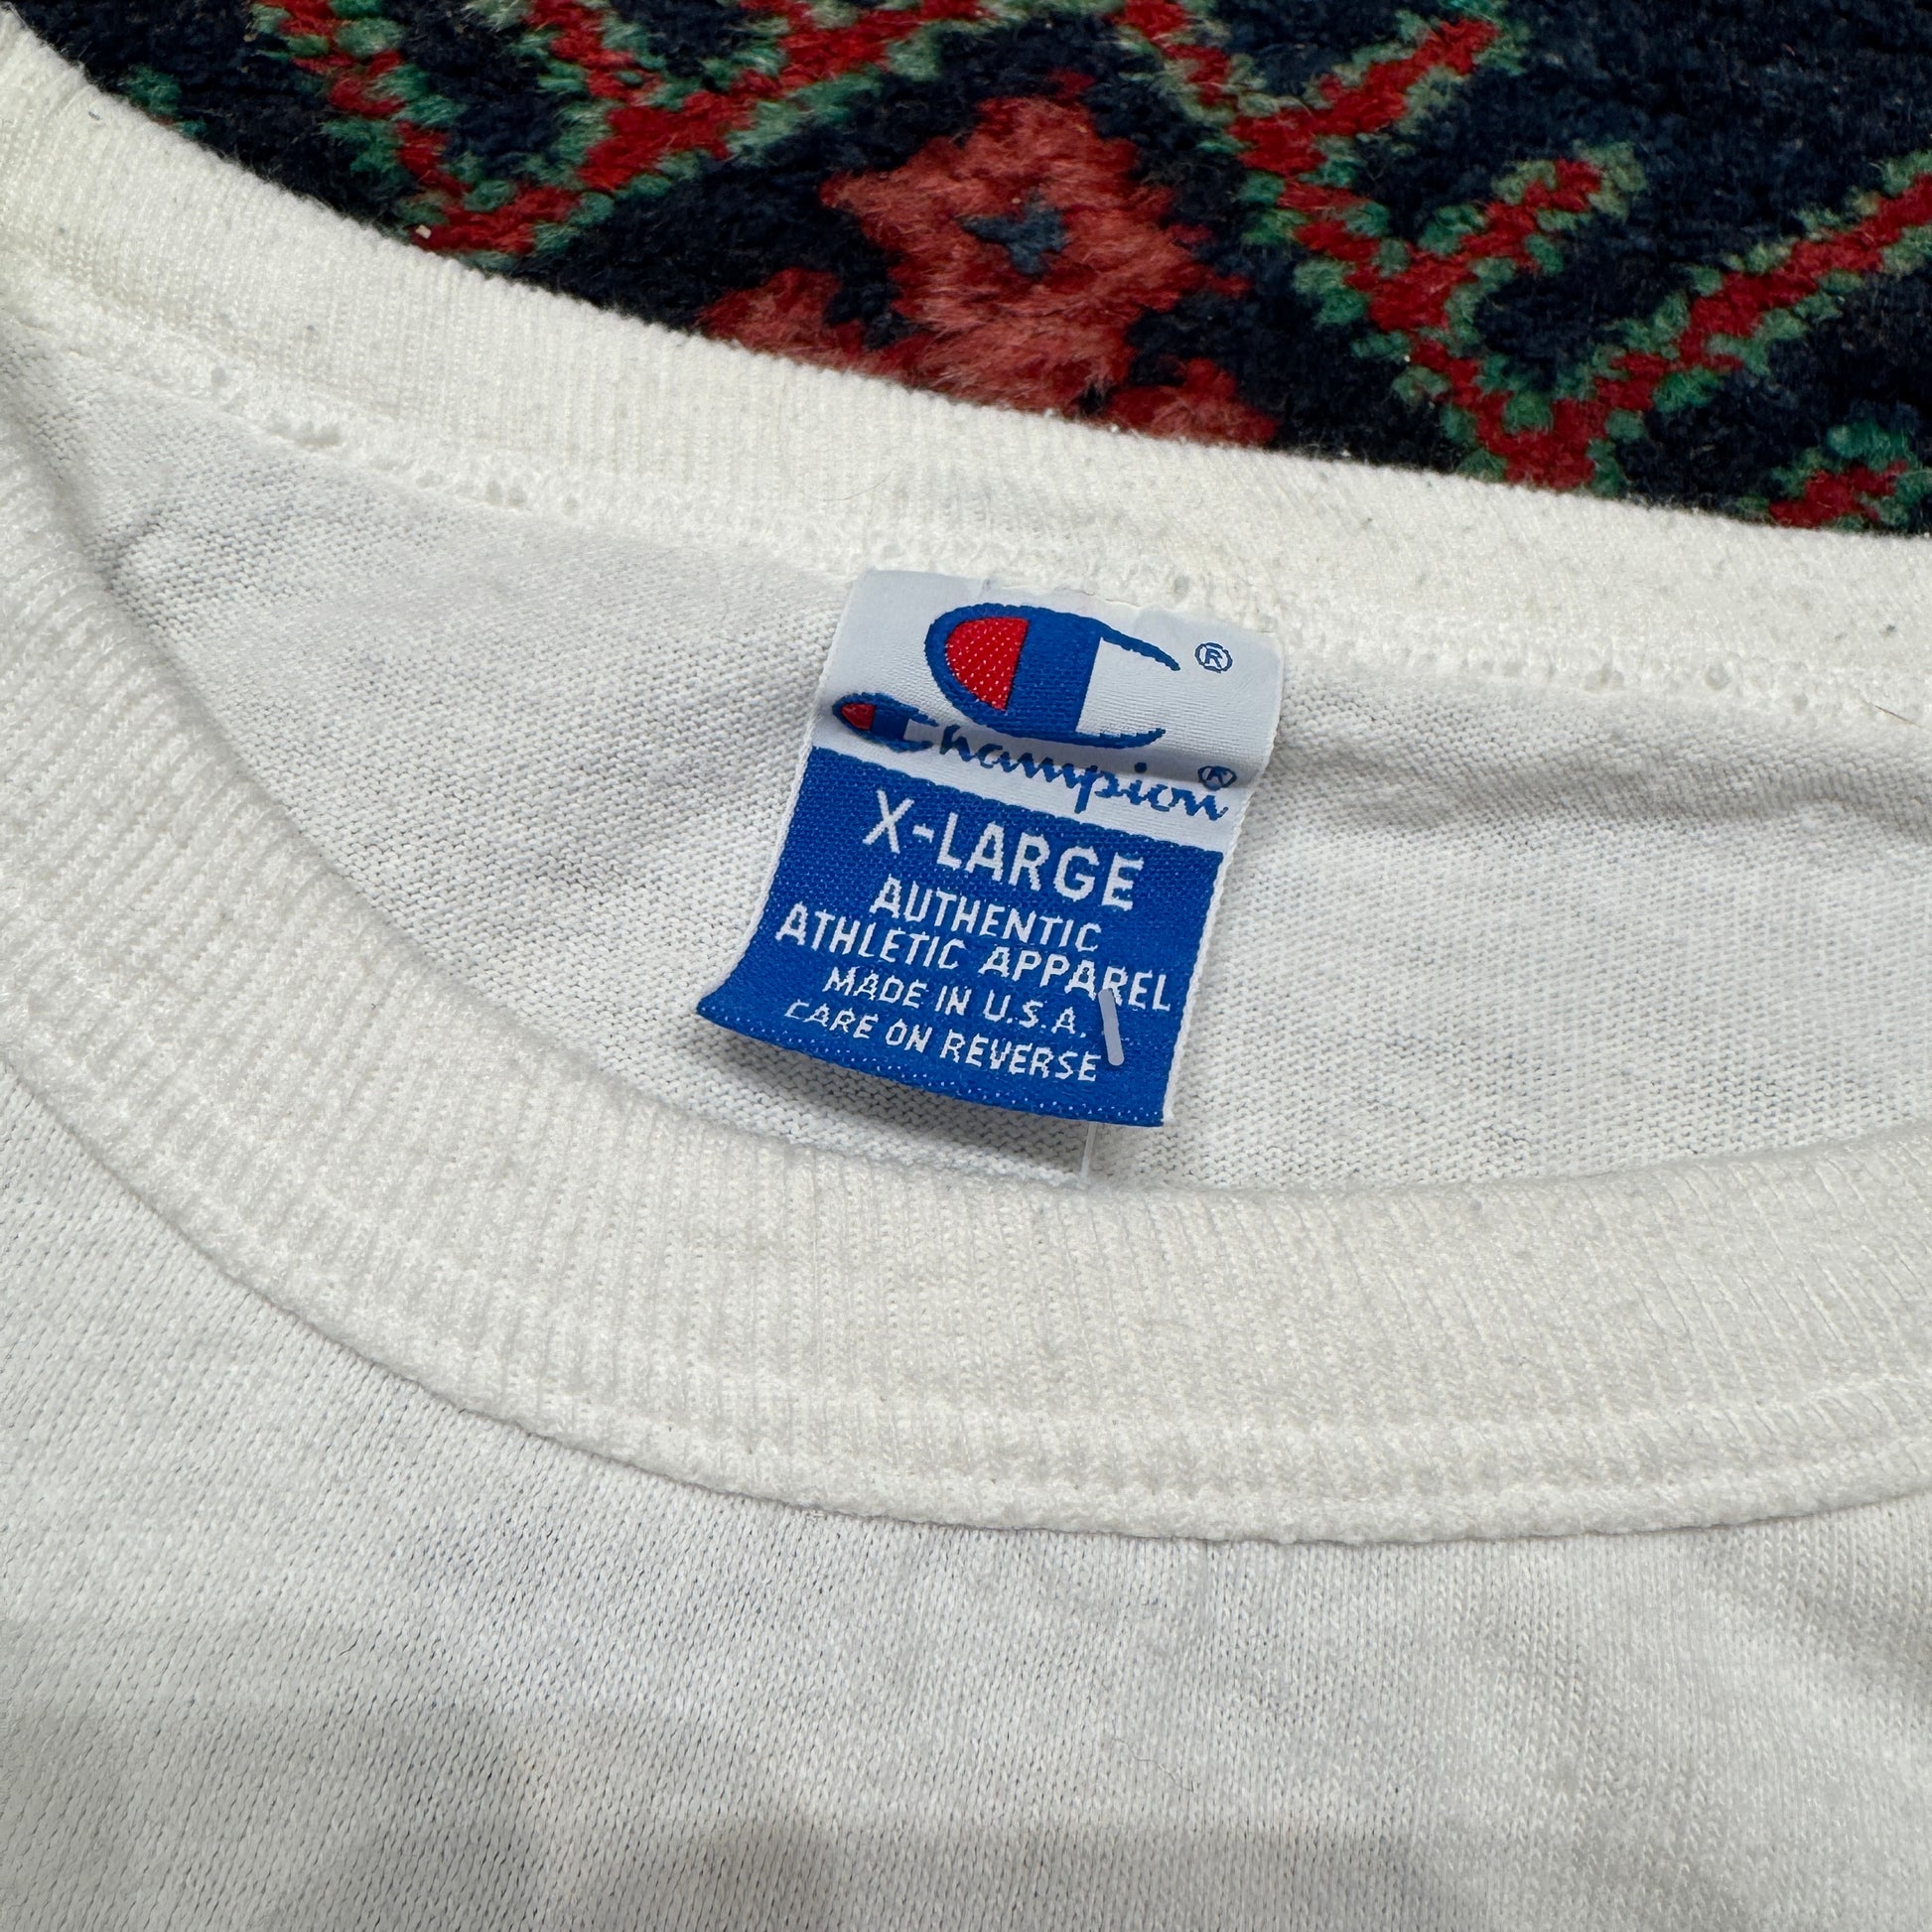 ®
Champion®
X-LARGE
AUTHENTIC
ATHLETIC APPAREL
MADE IN U.S.A.
CARE ON REVERSE